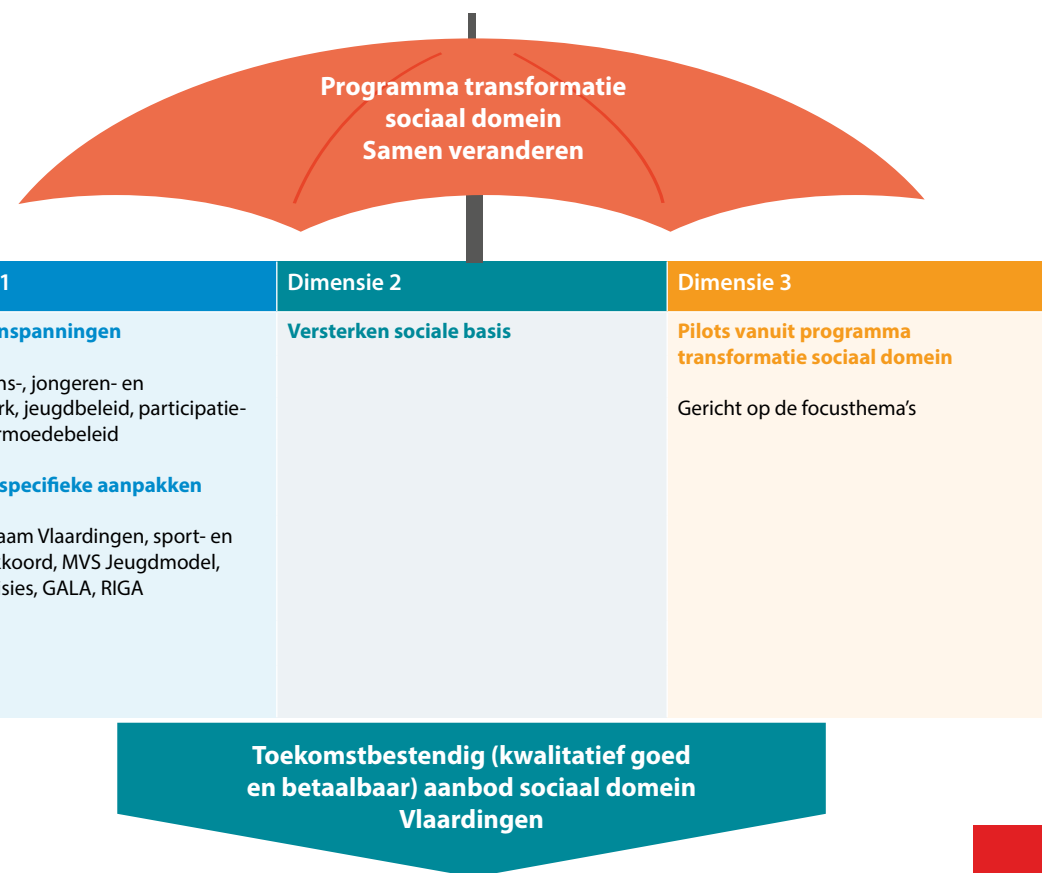 Programma transformatie
sociaal domein
Samen veranderen
1
Dimensie 2
Dimensie 3
nspanningen
ns-, jongeren- en
rk, jeugdbeleid, participatie-
rmoedebeleid
specifieke aanpakken
aam Vlaardingen, sport- en
koord, MVS Jeugdmodel,
sies, GALA, RIGA
Versterken sociale basis
Pilots vanuit programma
transformatie sociaal domein
Gericht op de focusthema's
Toekomstbestendig (kwalitatief goed
en betaalbaar) aanbod sociaal domein
Vlaardingen